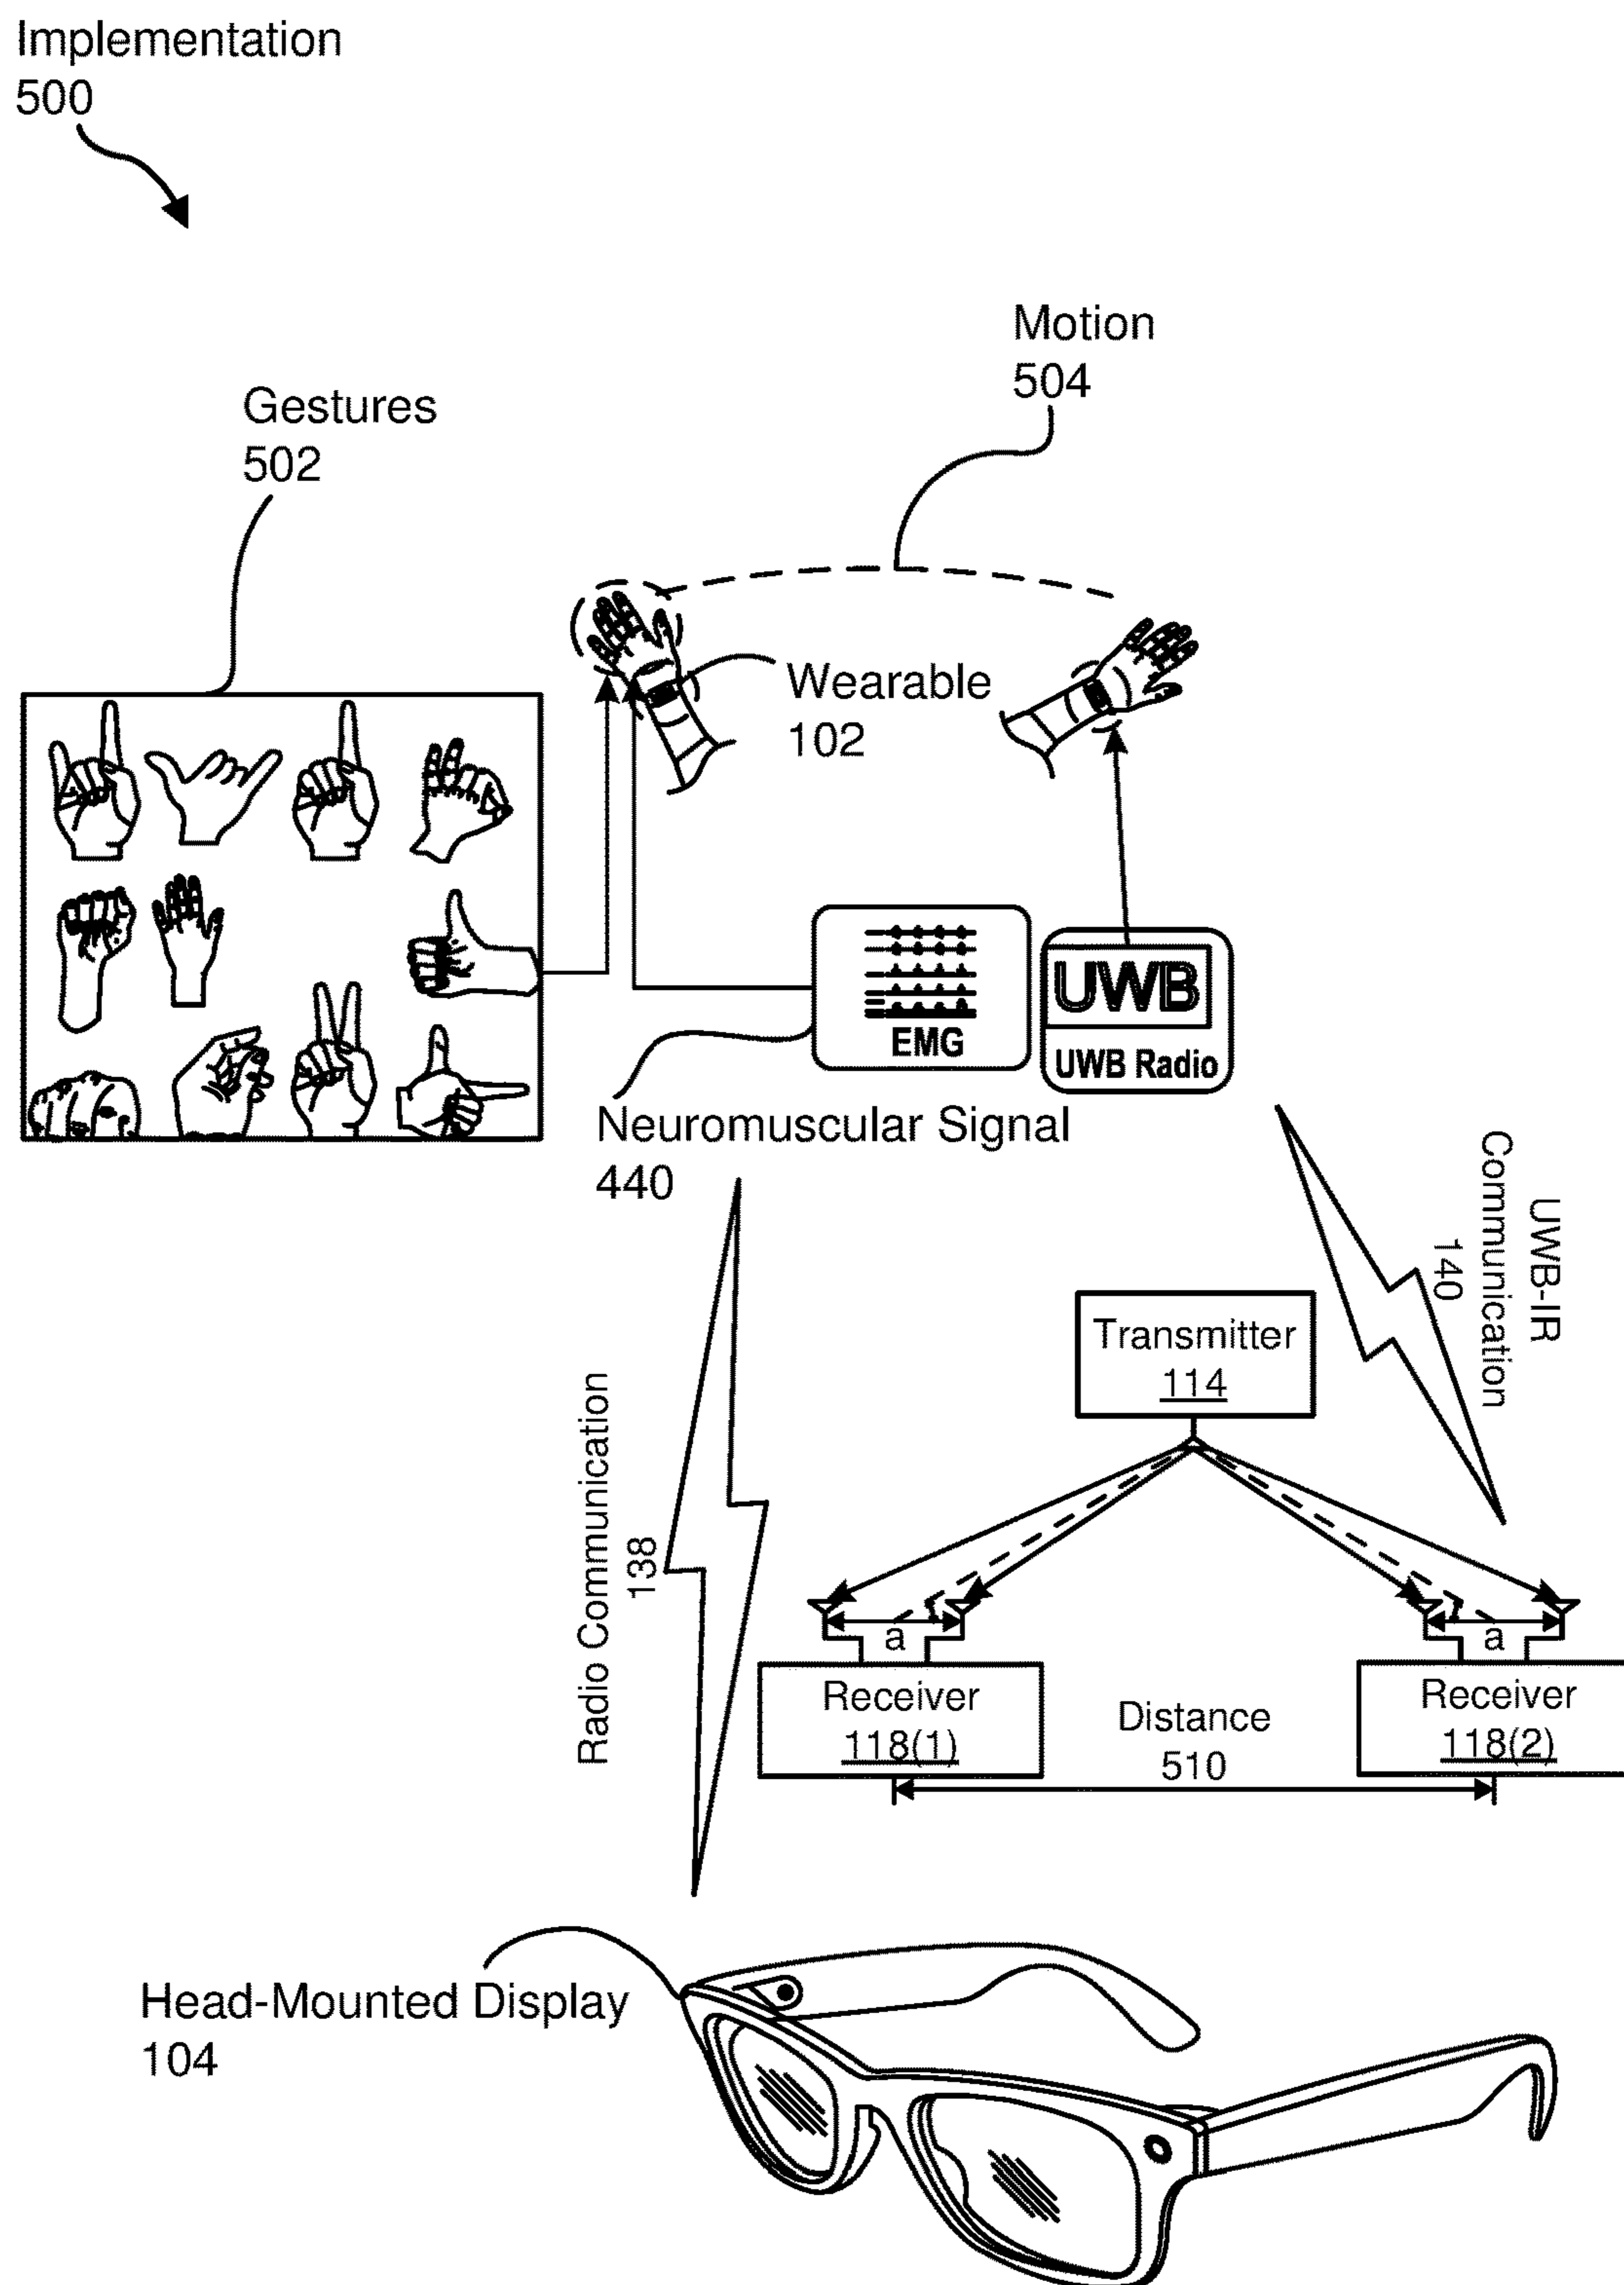 Implementation
500
Motion
504
Gestures
502
Wearable
102
EMG
UWB
UWB Radio
Neuromuscular Signal
440
UWB-IR
Communication
140
Transmitter
114
Radio Communication
138
a
a
Receiver
118(1)
Distance
510
Receiver
118(2)
Head-Mounted Display
104